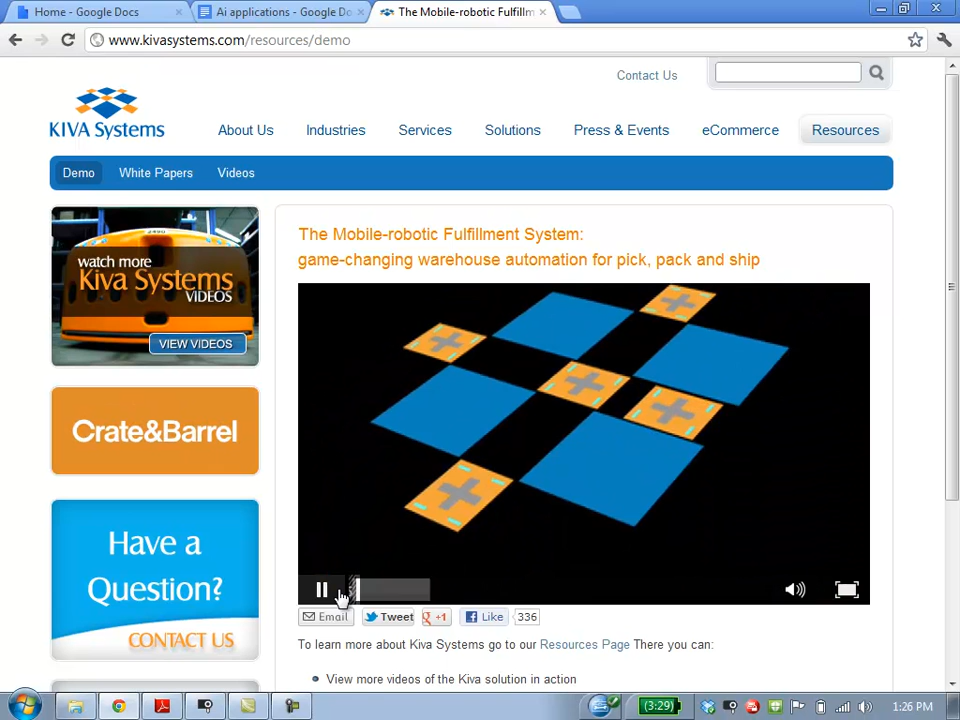 Home - Google Docs
Ai applications - Google Do
The Mobile-robotic Fulfillm
www.kivasystems.com/resources/demo
Contact Us
KIVA Systems
About Us
Industries
Services
Solutions
Press & Events
eCommerce
Resources
Demo
White Papers
Videos
2490
watch more
Kiva Systems
VIDEOS
VIEW VIDEOS
The Mobile-robotic Fulfillment System:
game-changing warehouse automation for pick, pack and ship
Crate&Barrel
Have a
Question?
CONTACT US
Email
Tweet
+1
Like
336
To learn more about Kiva Systems go to our Resources Page There you can:
View more videos of the Kiva solution in action
(3:29)
1:26 PM